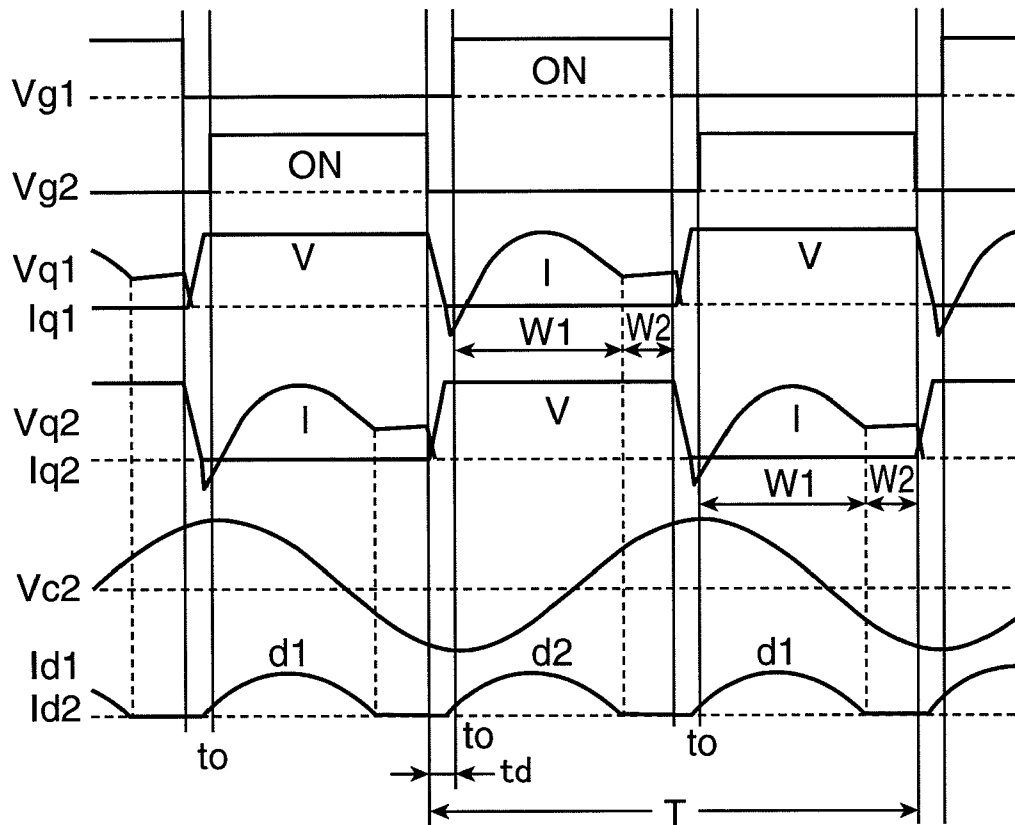 Vg1
ON
Vg2
ON
Vq1
V
I
V
Iq1
W1
W2
Vq2
I
V
I
Iq2
W1
W2
Vc2
Id1
d1
d2
d1
Id2
to
to
to
td
T